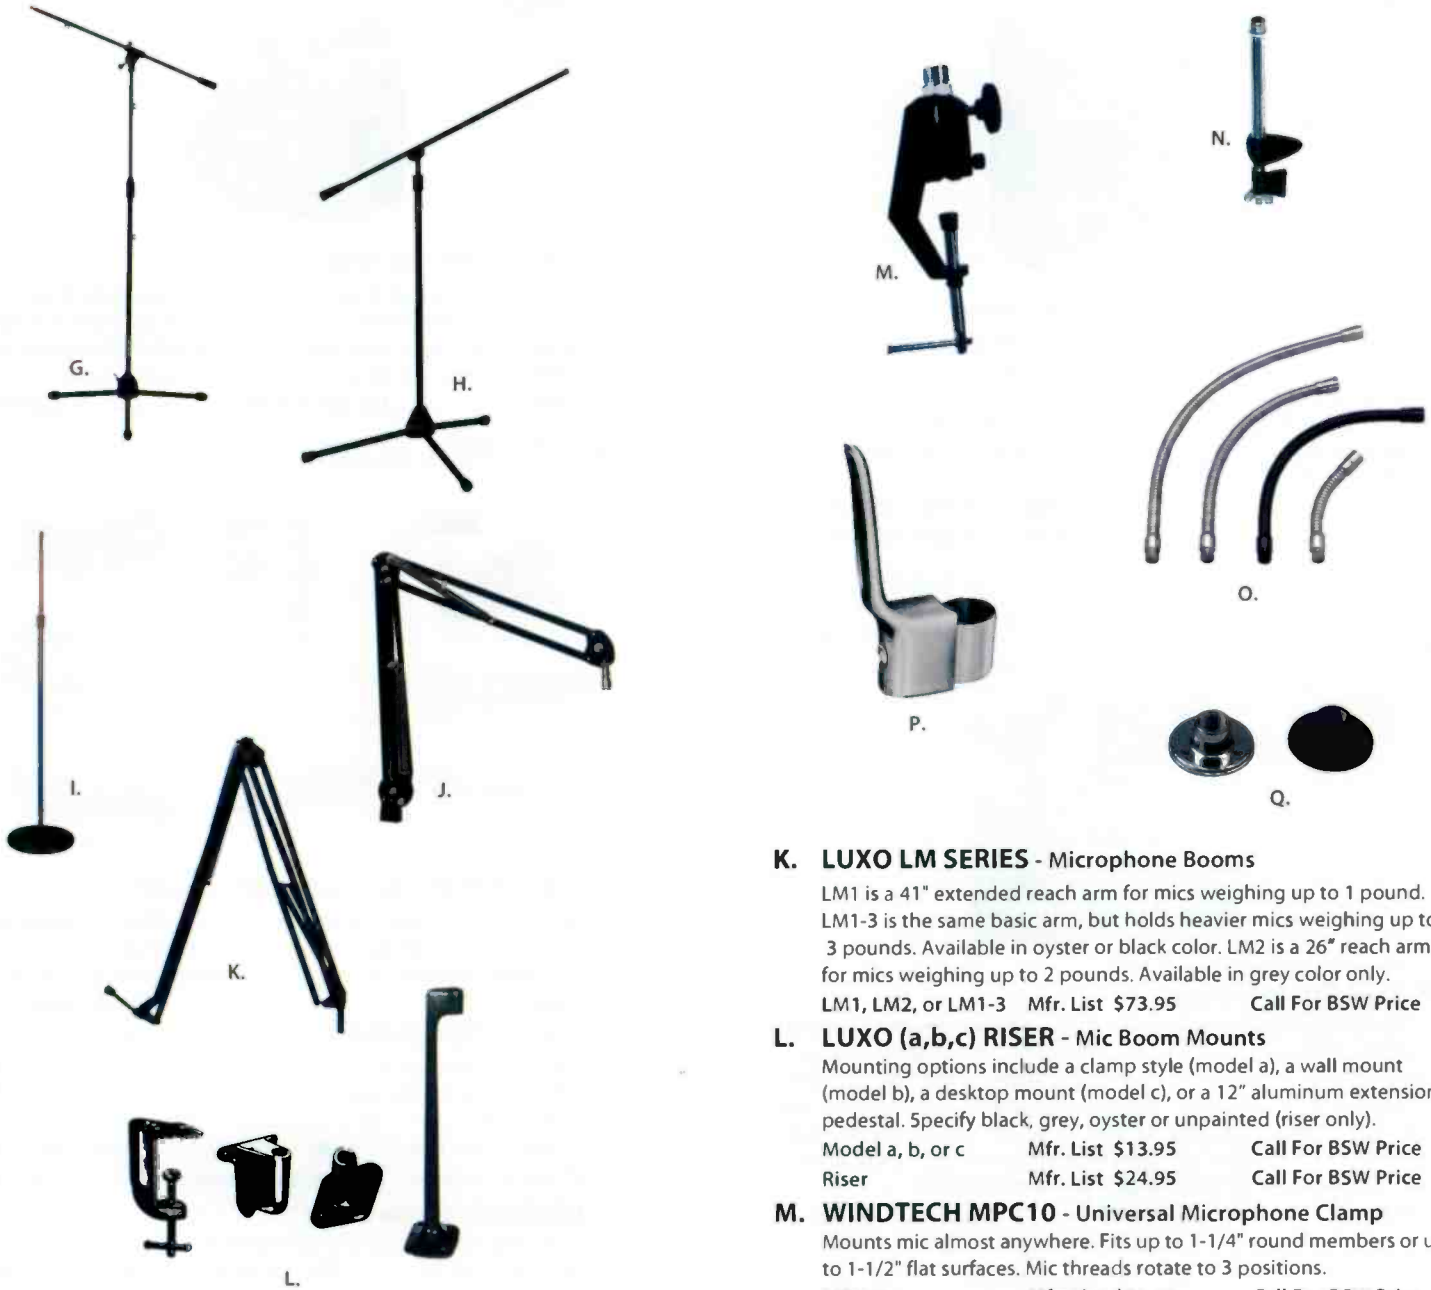 G.
H.
M.
N.
O.
P.
I.
J.
Q.
K.
L.
K. LUXO LM SERIES - Microphone Booms
LM1 is a 41" extended reach arm for mics weighing up to 1 pound.
LM1-3 is the same basic arm, but holds heavier mics weighing up to
3 pounds. Available in oyster or black color. LM2 is a 26" reach arm
for mics weighing up to 2 pounds. Available in grey color only.
LM1, LM2, or LM1-3 Mfr. List $73.95 Call For BSW Price
L. LUXO (a,b,c) RISER - Mic Boom Mounts
Mounting options include a clamp style (model a), a wall mount
(model b), a desktop mount (model c), or a 12" aluminum extension
pedestal. Specify black, grey, oyster or unpainted (riser only).
Model a, b, or c Mfr. List $13.95 Call For BSW Price
Riser Mfr. List $24.95 Call For BSW Price
M. WINDTECH MPC10 - Universal Microphone Clamp
Mounts mic almost anywhere. Fits up to 1-1/4" round members or u
to 1-1/2" flat surfaces. Mic threads rotate to 3 positions.